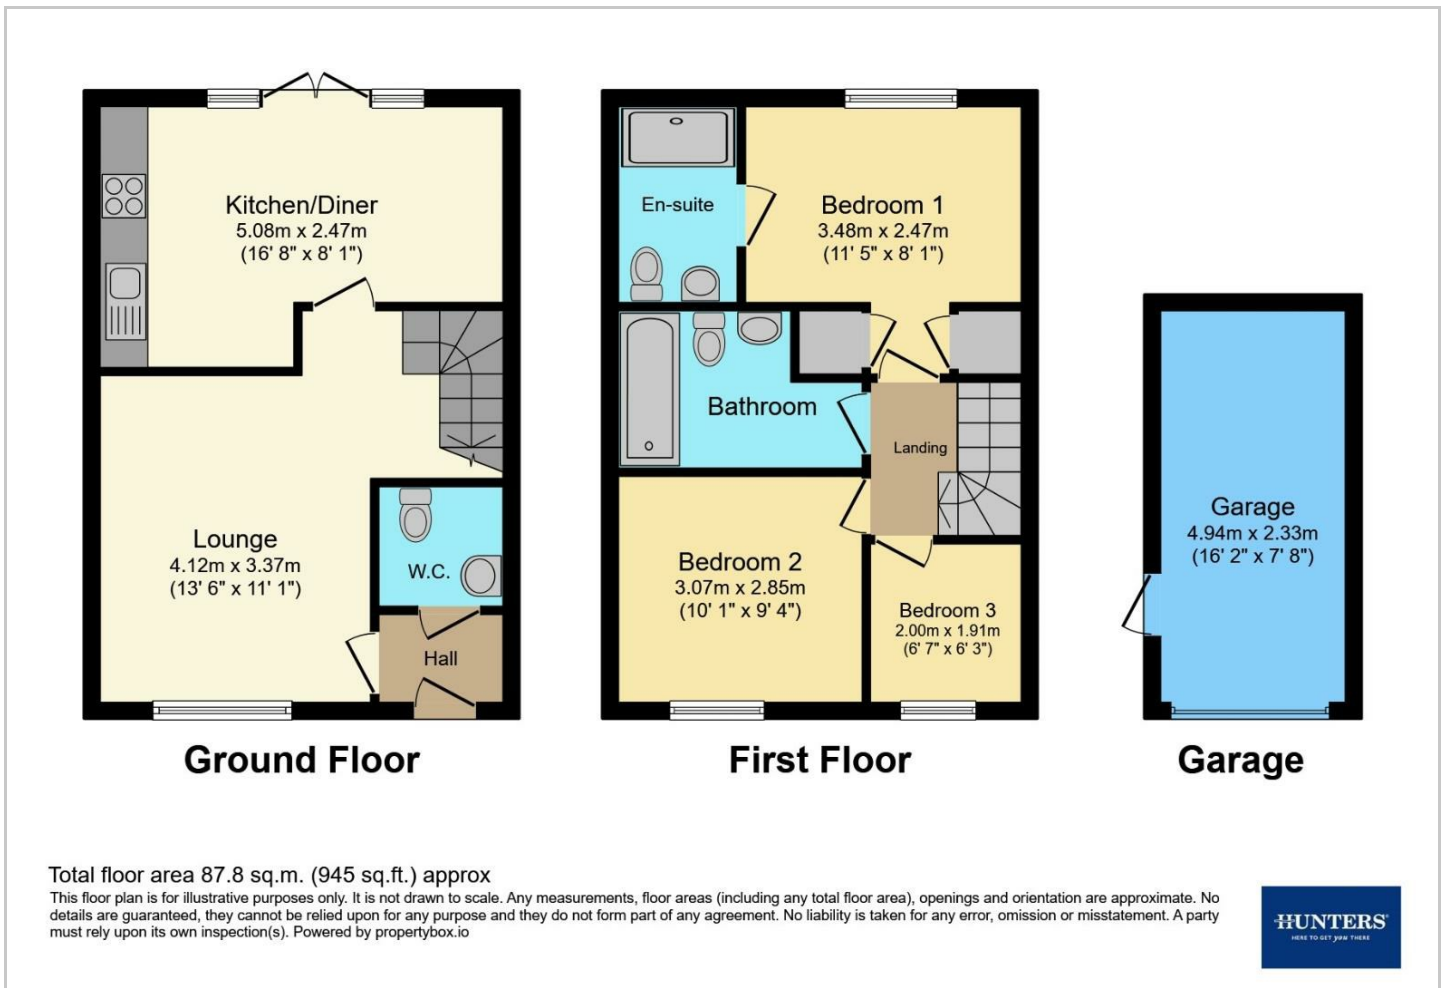 Kitchen/Diner
5.08m x 2.47m
(16' 8" x 8' 1")
Lounge
4.12m x 3.37m
(13' 6" x 11' 1")
W.C.
Hall
Ground Floor
En-suite
Bedroom 1
3.48m x 2.47m
(11' 5" x 8' 1")
Bathroom
Landing
Bedroom 2
3.07m x 2.85m
(10' 1" x 9' 4")
Bedroom 3
2.00m x 1.91m
(6' 7" x 6' 3")
First Floor
Garage
4.94m x 2.33m
(16' 2" x 7' 8")
Garage
Total floor area 87.8 sq.m. (945 sq.ft.) approx
This floor plan is for illustrative purposes only. It is not drawn to scale. Any measurements, floor areas (including any total floor area), openings and orientation are approximate. No
details are guaranteed, they cannot be relied upon for any purpose and they do not form part of any agreement. No liability is taken for any error, omission or misstatement. A party
must rely upon its own inspection(s). Powered by propertybox.io
HUNTERS®
HERE TO GET you THERE